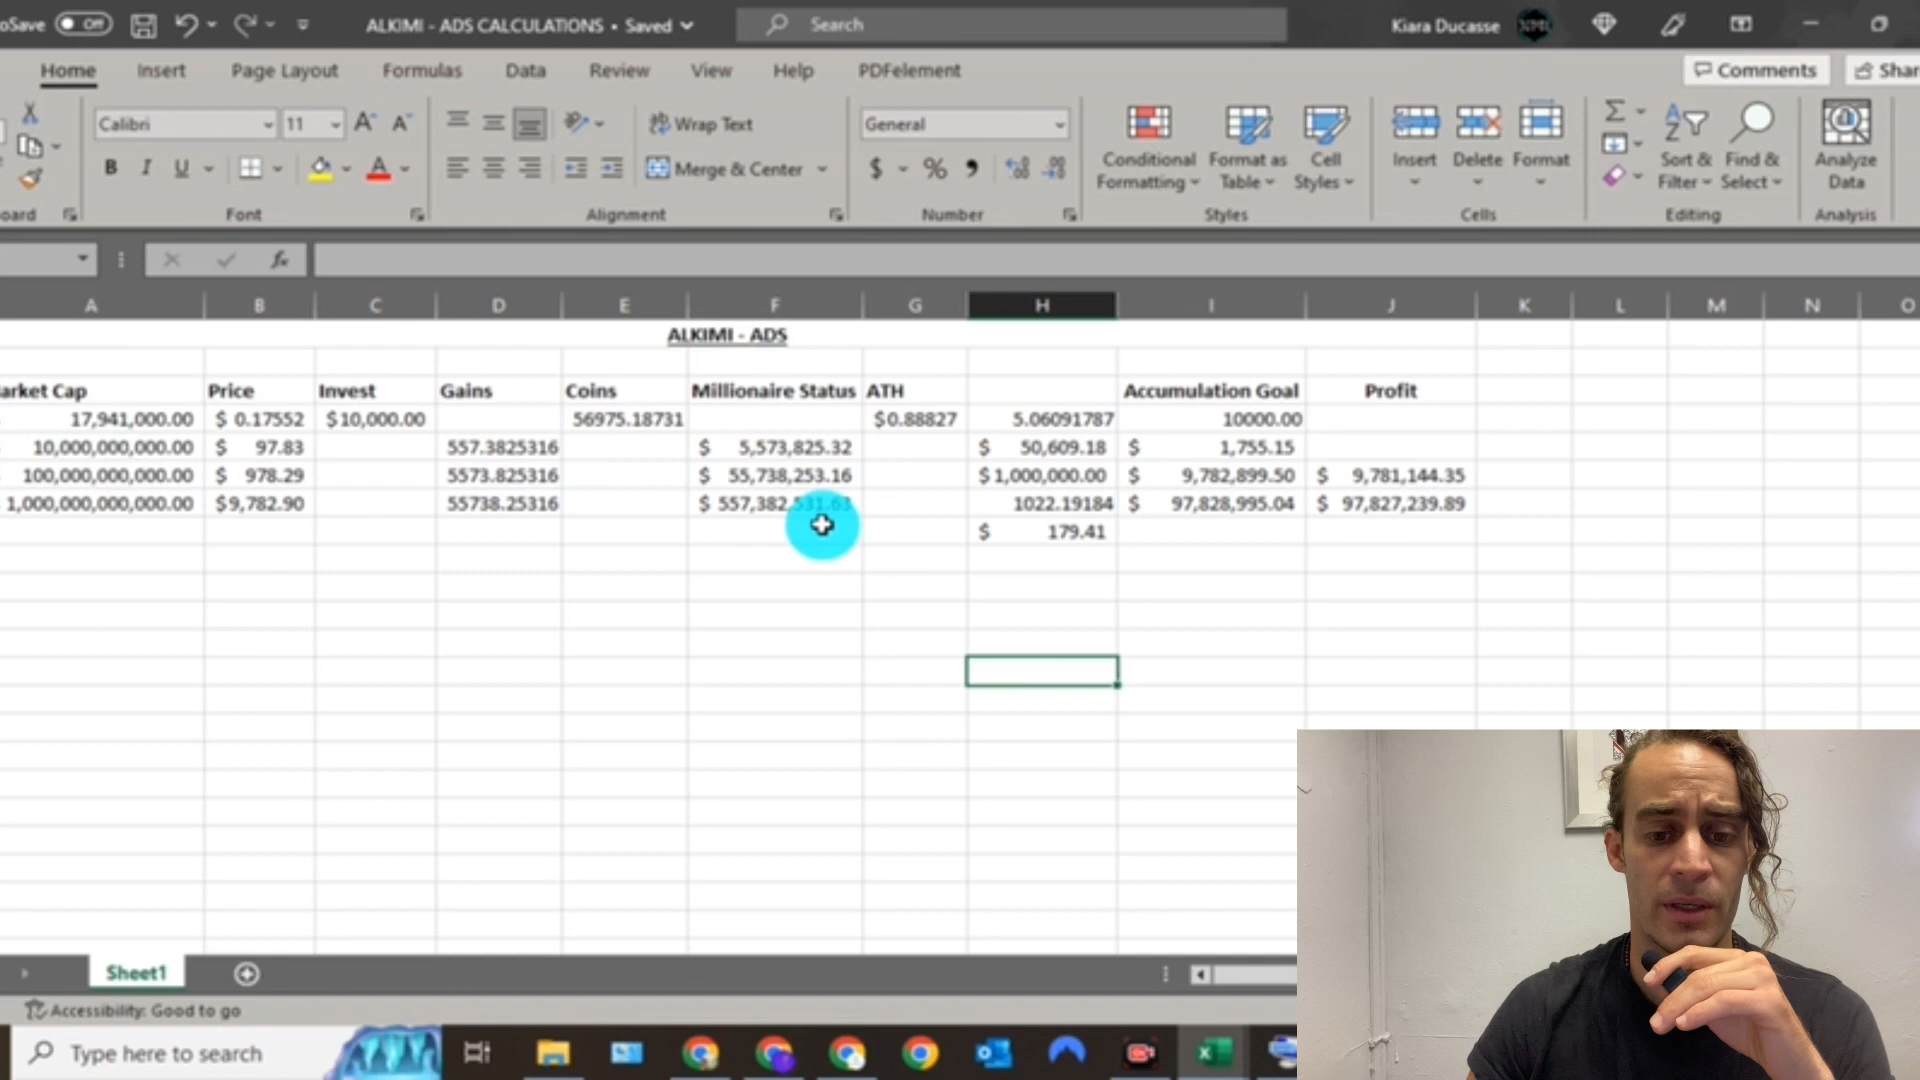 oSave Off ALKIMI - ADS CALCULATIONS • Saved Search Kiara Ducasse
Home Insert Page Layout Formulas Data Review View Help PDFelement Comments Shar
Calibri 11 Wrap Text General Conditional Formatting Format as Table Cell Styles Insert Delete Format Sort & Filter Find & Select Analyze Data
B I U Merge & Center $ %
oard Font Alignment Number Styles Cells Editing Analysis
fx
A B C D E F G H I J K L M N O
ALKIMI - ADS
arket Cap Price Invest Gains Coins Millionaire Status ATH Accumulation Goal Profit
17,941,000.00 $ 0.17552 $10,000.00 56975.18731 $0.88827 5.06091787 10000.00
10,000,000,000.00 $ 97.83 557.3825316 $ 5,573,825.32 $ 50,609.18 $ 1,755.15
100,000,000,000.00 $ 978.29 5573.825316 $ 55,738,253.16 $1,000,000.00 $ 9,782,899.50 $ 9,781,144.35
1,000,000,000,000.00 $9,782.90 55738.25316 $ 557,382,531.63 1022.19184 $ 97,828,995.04 $ 97,827,239.89
$ 179.41
Sheet1
Accessibility: Good to go
Type here to search